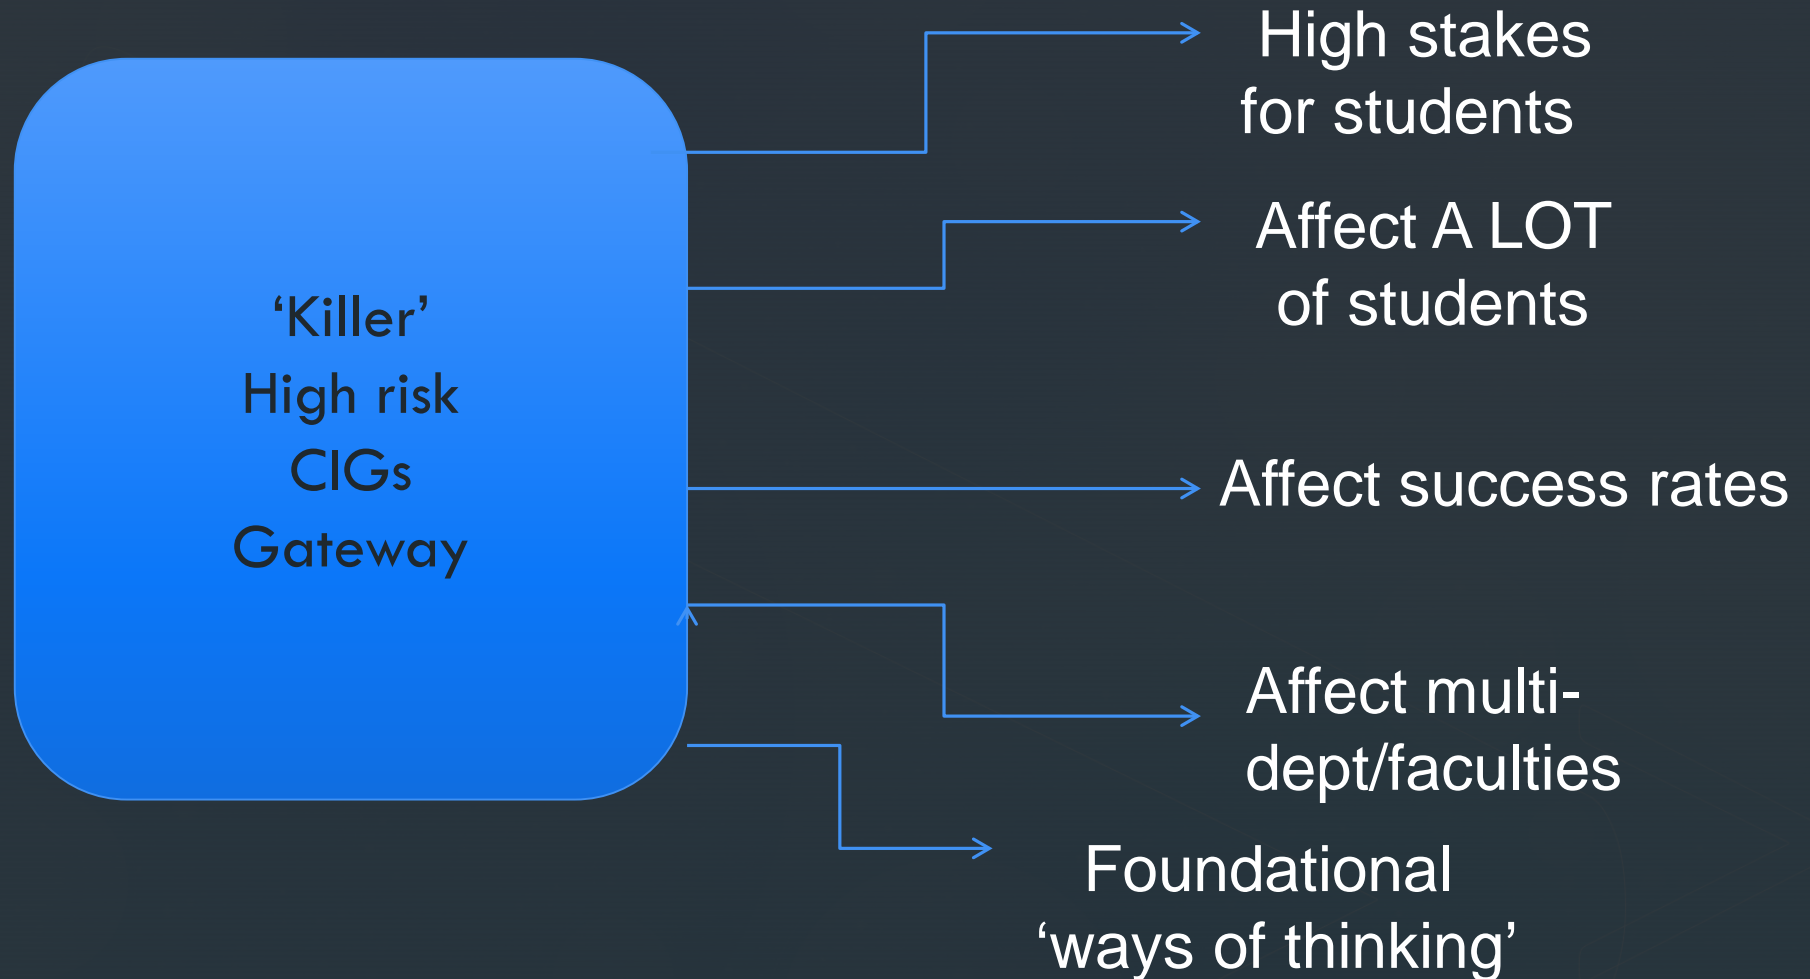 ‘Killer’
High risk
CIGs
Gateway
High stakes
for students
Affect A LOT
of students
Affect success rates
Affect multi-
dept/faculties
Foundational
‘ways of thinking’